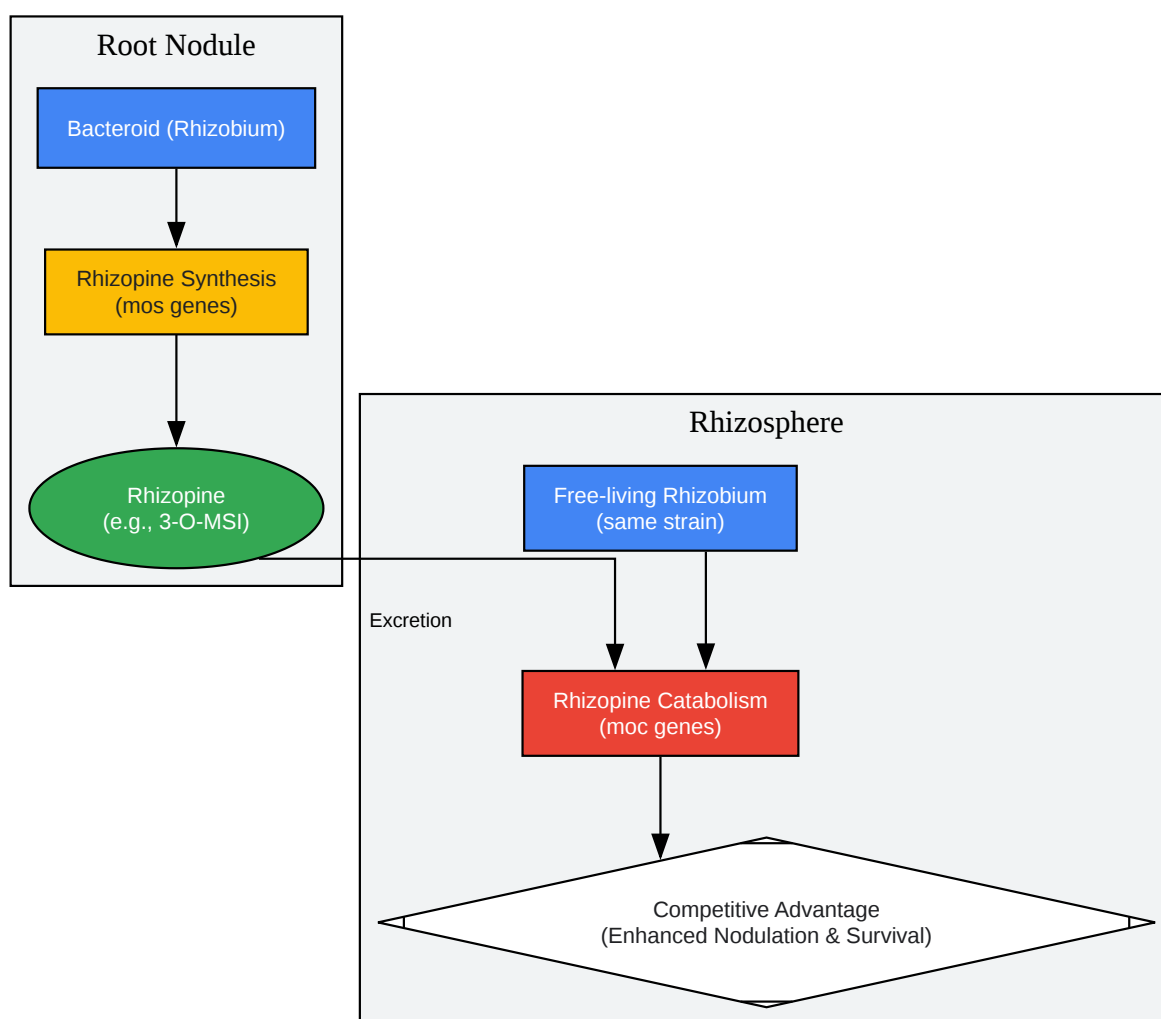 Root Nodule
Bacteroid (Rhizobium)
Rhizopine Synthesis
(mos genes)
Rhizopine
(e.g., 3-O-MSI)
Excretion
Rhizosphere
Free-living Rhizobium
(same strain)
Rhizopine Catabolism
(moc genes)
Competitive Advantage
(Enhanced Nodulation & Survival)